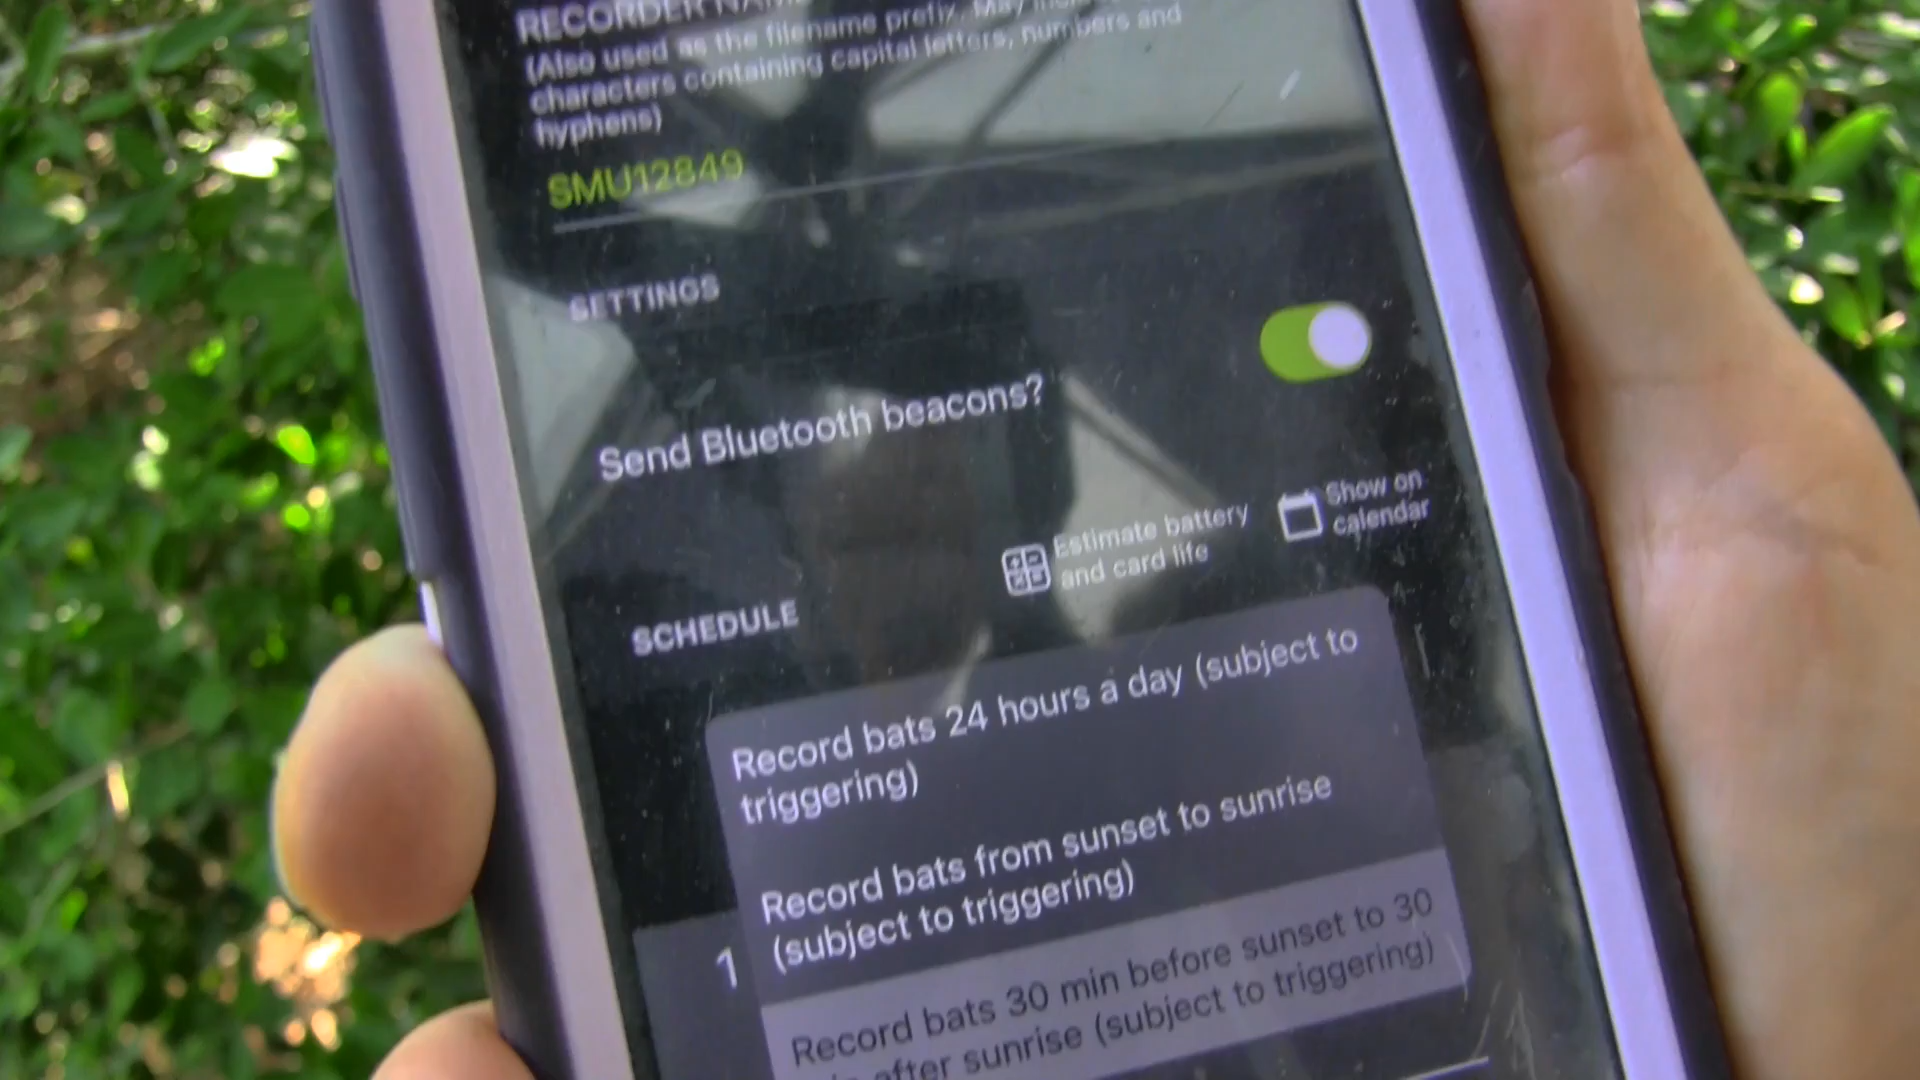 RECORDER
(Also used as the filename prefix. May
characters containing capital letters, numbers and
hyphens)
SMU12849
SETTINGS
Send Bluetooth beacons?
Estimate battery
and card life
Show on
calendar
SCHEDULE
Record bats 24 hours a day (subject to
triggering)
1
Record bats from sunset to sunrise
(subject to triggering)
Record bats 30 min before sunset to 30
after sunrise (subject to triggering)